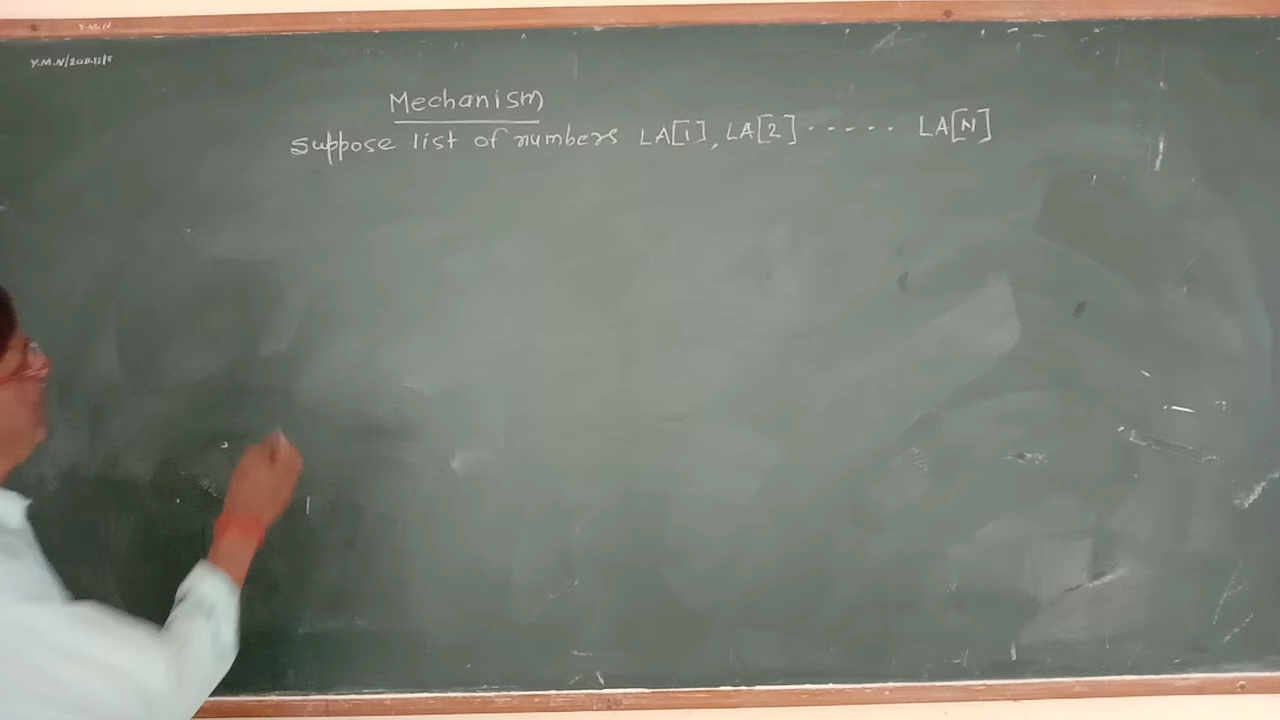 Y.M.N
Mechanism
Suppose list of numbers LA[1], LA[2] ...... LA[N]